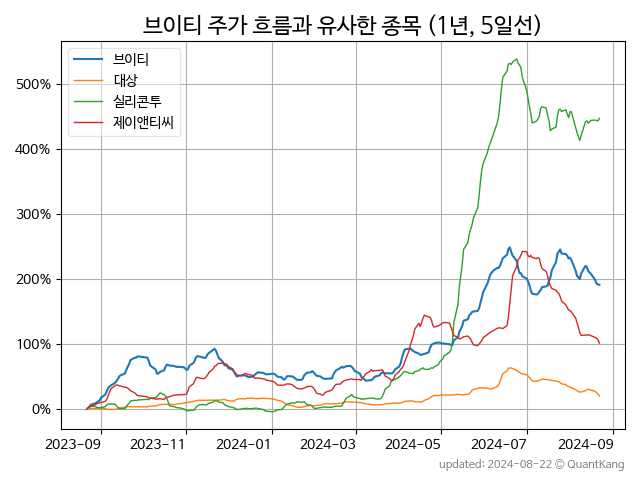 브이티 주가 흐름과 유사한 종목 (1년, 5일선)
브이티
대상
실리콘투
제이앤티씨
500%
400%
300%
200%
100%
0%
2023-09 2023-11 2024-01 2024-03 2024-05 2024-07 2024-09
updated: 2024-08-22 © QuantKang